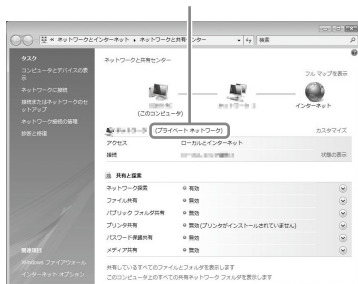 « ネットワークとインターネット ▸ ネットワークと共有センター
検索
タスク
コンピュータとデバイスの表示
ネットワークに接続
接続またはネットワークのセットアップ
ネットワーク接続の管理
診断と修復
ネットワークと共有センター
フル マップを表示
(このコンピュータ)
インターネット
(プライベート ネットワーク)
カスタマイズ
アクセス ローカルとインターネット
接続
状態の表示
共有と探索
ネットワーク探索 有効
ファイル共有 無効
パブリック フォルダ共有 無効
プリンタ共有 無効 (プリンタがインストールされていません)
パスワード保護共有 有効
メディア共有 無効
関連項目
Windows ファイアウォール
インターネット オプション
共有しているすべてのファイルとフォルダを表示します
このコンピュータ上のすべての共有ネットワーク フォルダを表示します